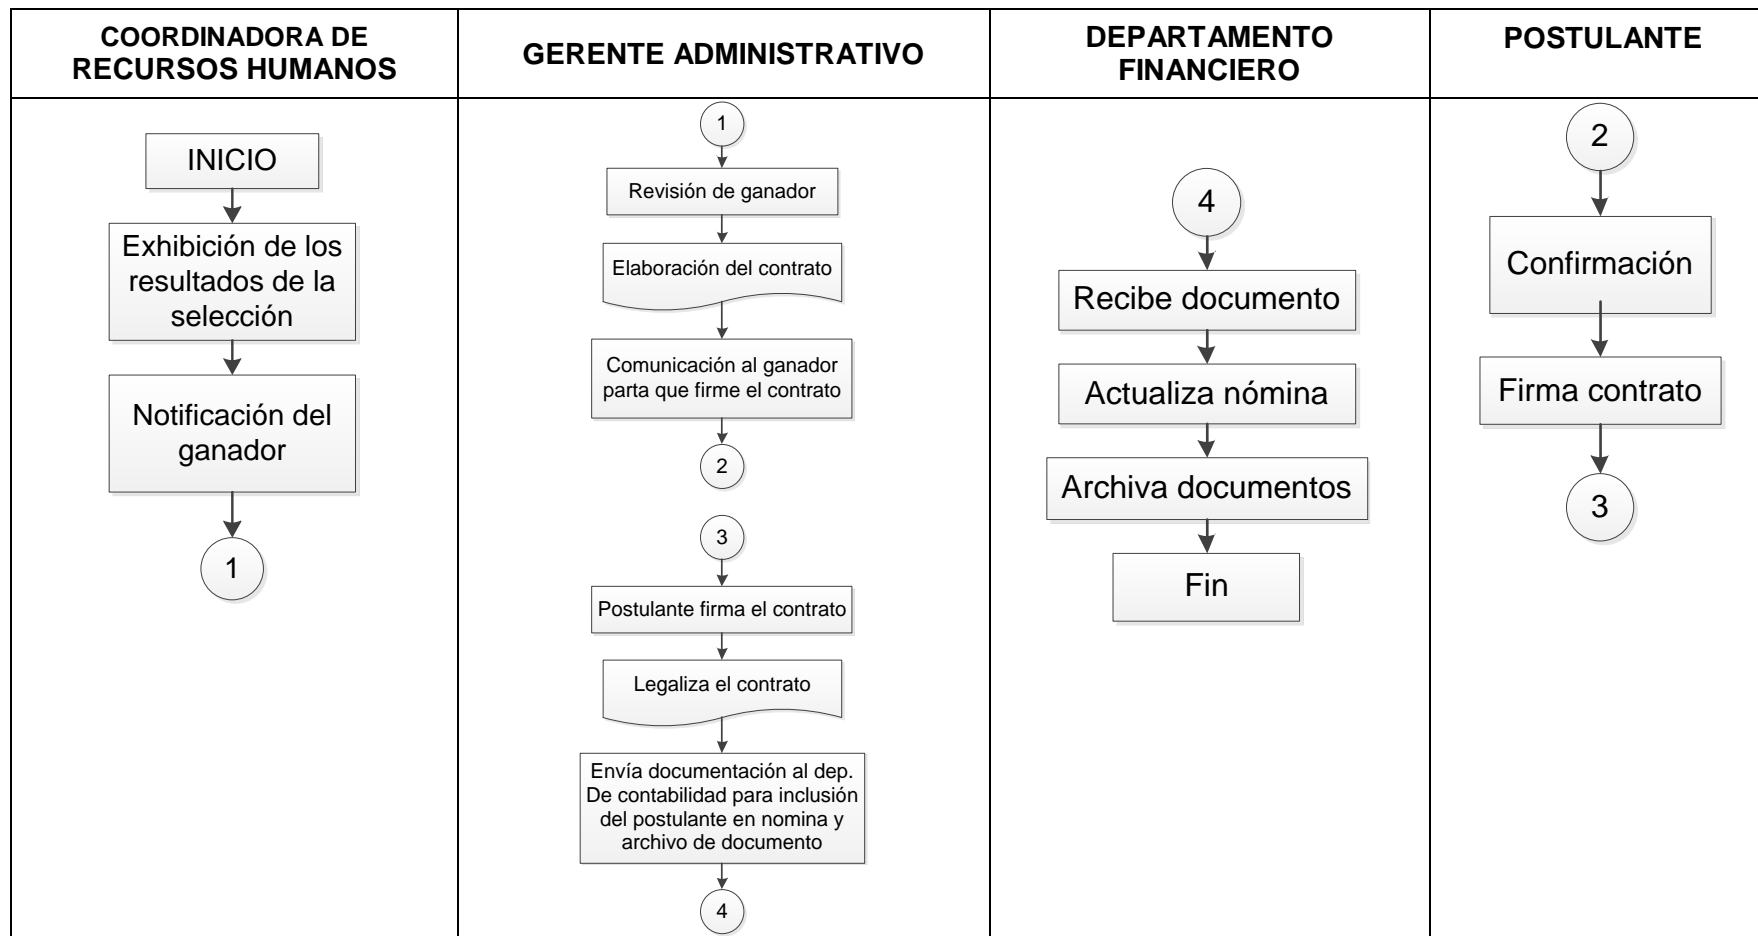 COORDINADORA DE
RECURSOS HUMANOS
GERENTE ADMINISTRATIVO
DEPARTAMENTO
FINANCIERO
POSTULANTE
INICIO
Exhibición de los
resultados de la
selección
Notificación del
ganador
1
1
Revisión de ganador
Elaboración del contrato
Comunicación al ganador
parta que firme el contrato
2
3
Postulante firma el contrato
Legaliza el contrato
Envía documentación al dep.
De contabilidad para inclusión
del postulante en nomina y
archivo de documento
4
4
Recibe documento
Actualiza nómina
Archiva documentos
Fin
2
Confirmación
Firma contrato
3